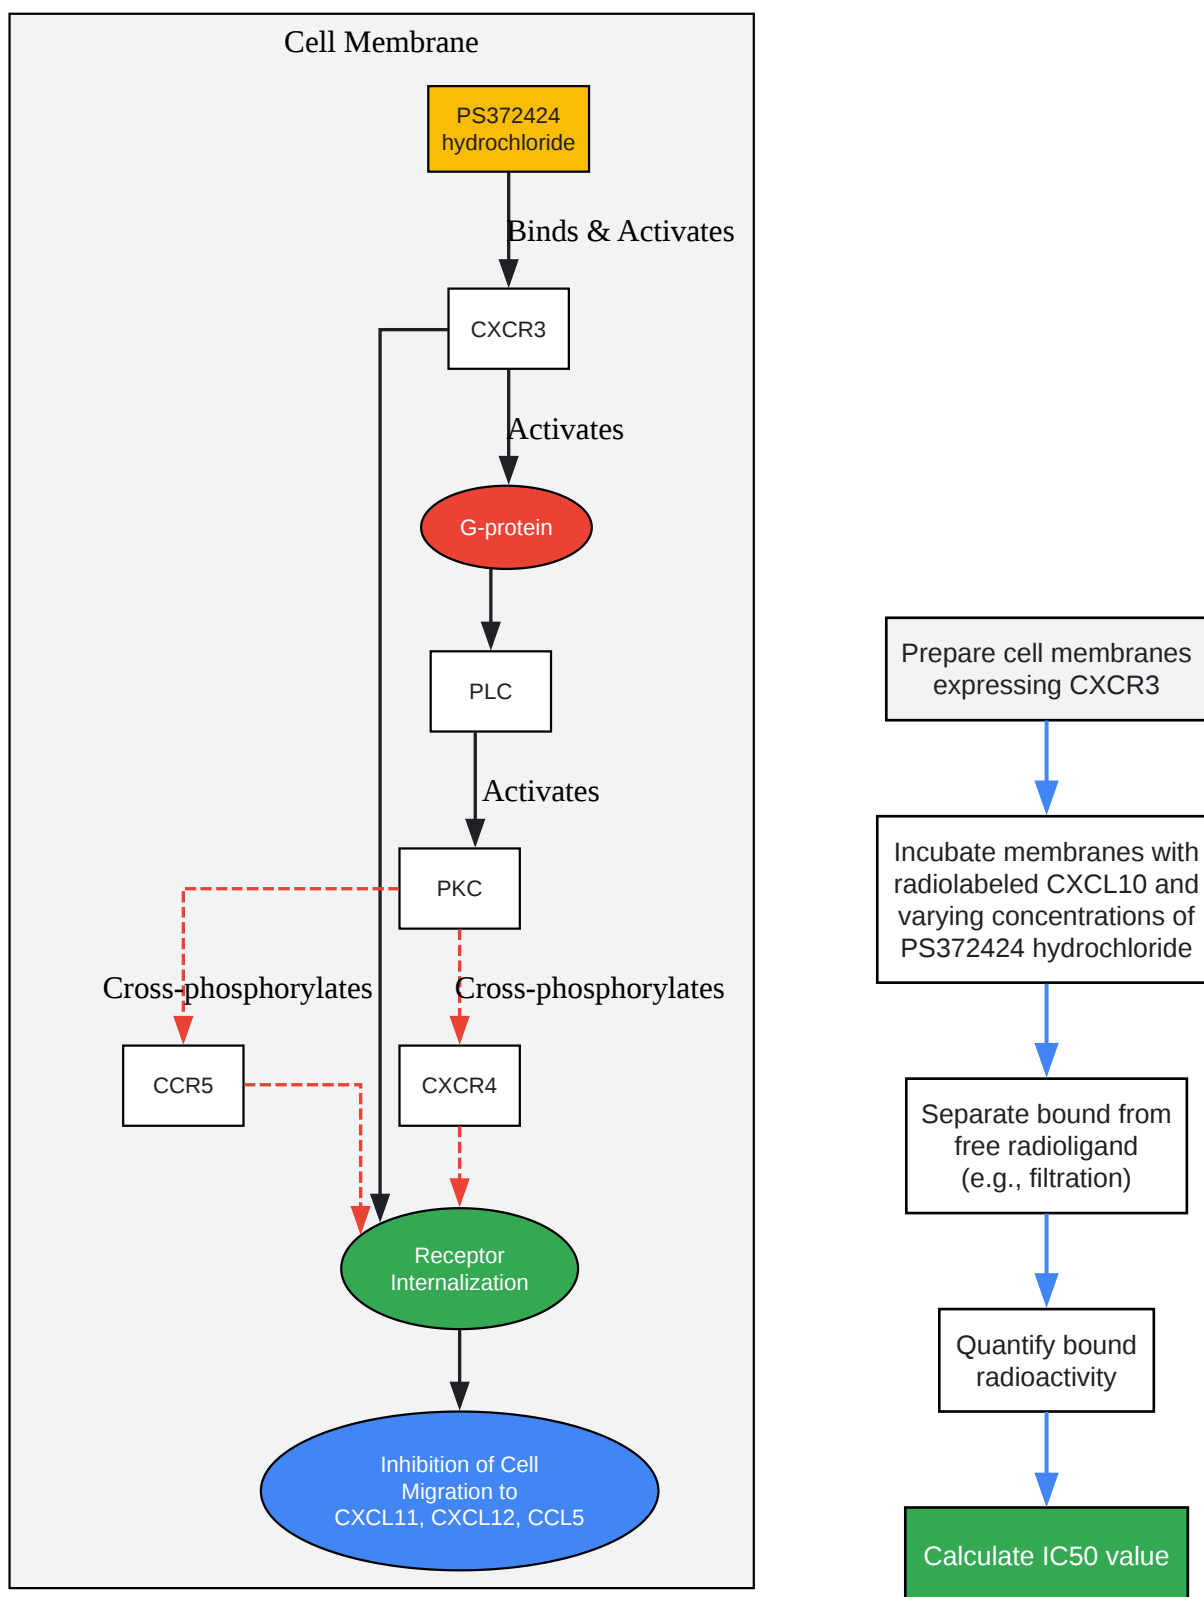 Cell Membrane
PS372424
hydrochloride
Binds & Activates
CXCR3
Activates
G-protein
PLC
Activates
PKC
Cross-phosphorylates
Cross-phosphorylates
CCR5
CXCR4
Receptor
Internalization
Inhibition of Cell
Migration to
CXCL11, CXCL12, CCL5
Prepare cell membranes
expressing CXCR3
Incubate membranes with
radiolabeled CXCL10 and
varying concentrations of
PS372424 hydrochloride
Separate bound from
free radioligand
(e.g., filtration)
Quantify bound
radioactivity
Calculate IC50 value